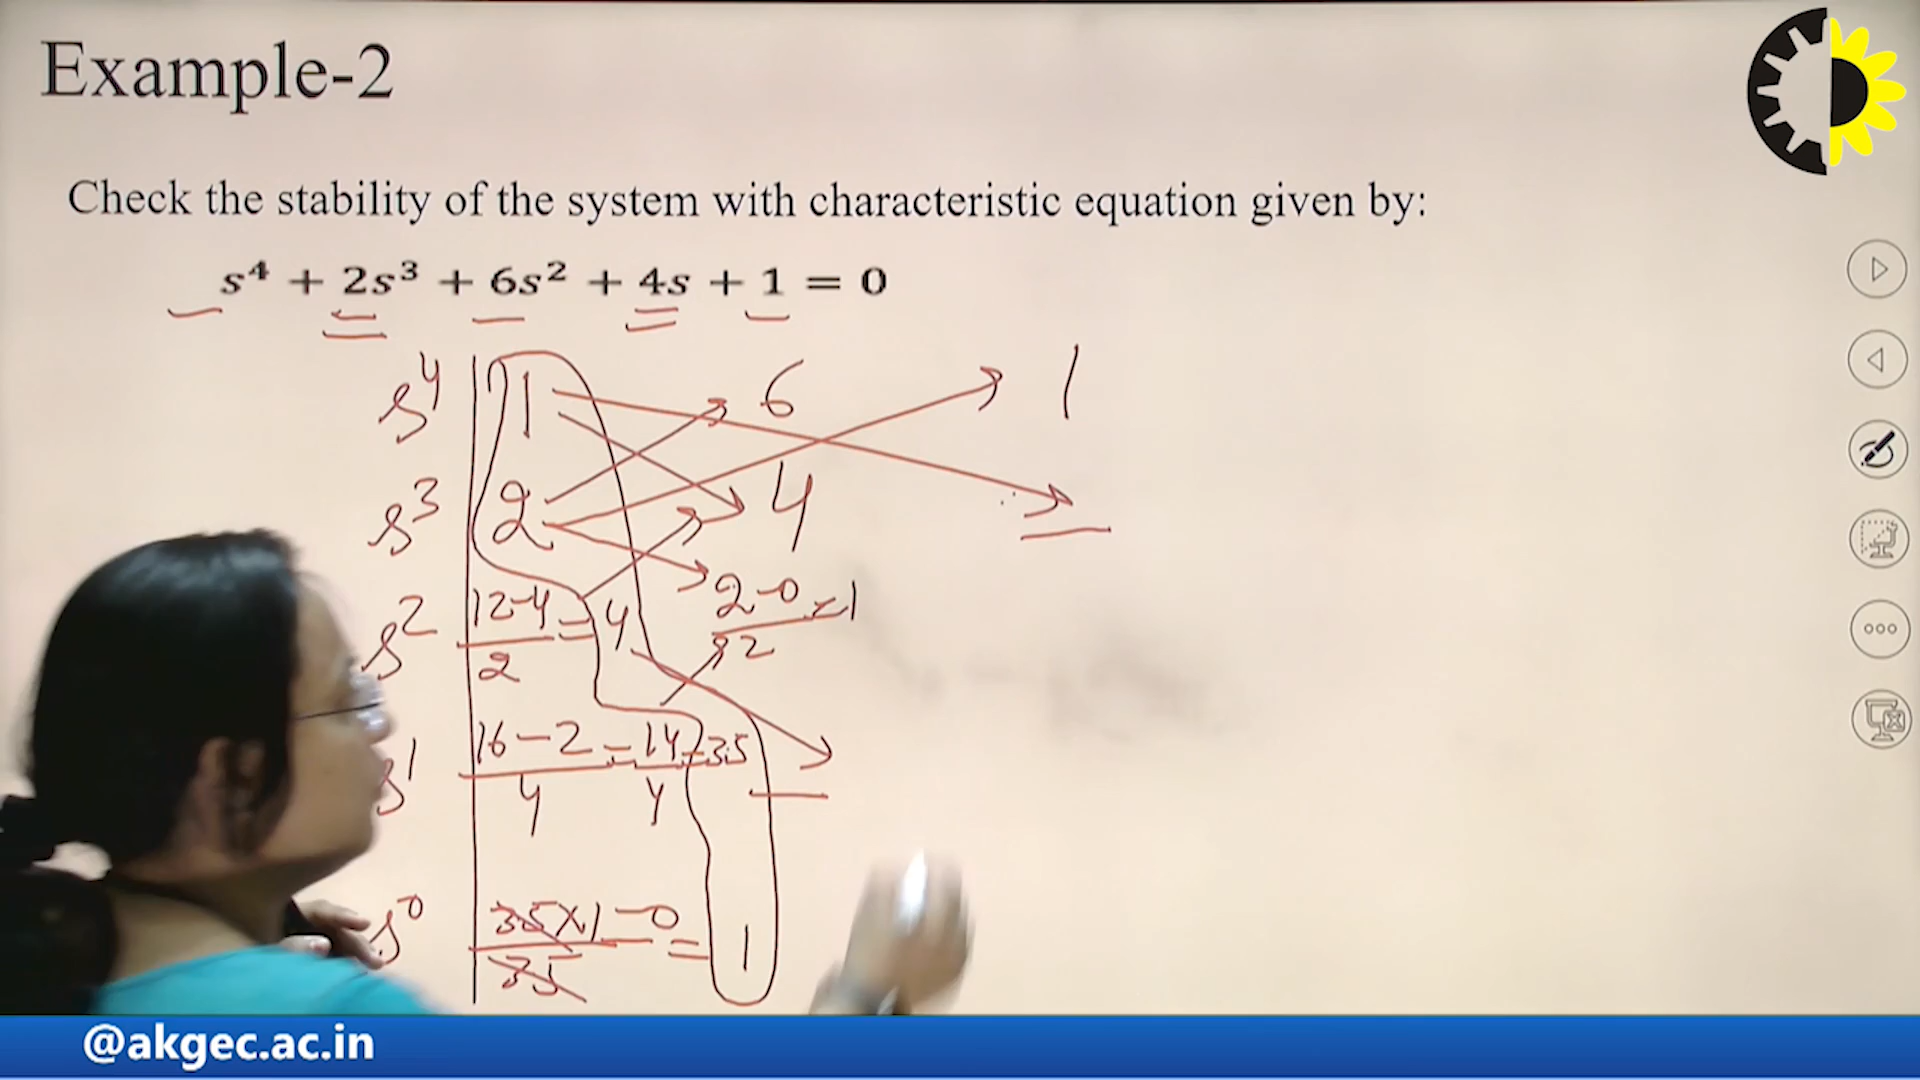 Example-2
Check the stability of the system with characteristic equation given by:
s⁴ + 2s³ + 6s² + 4s + 1 = 0
s⁴ 1 6 1
s³ 2 4
s² 12-4/2 = 4 2-0/2 = 1
s¹ 16-2/4 = 14/4 = 3.5
s⁰ 3.5×1-0/3.5 = 1
@akgec.ac.in